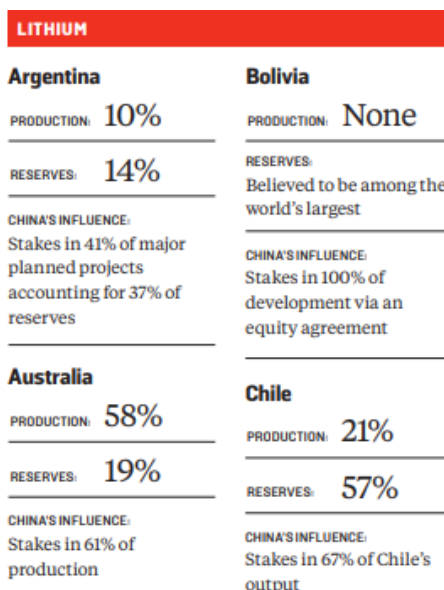 LITHIUM
Argentina
PRODUCTION: 10%
RESERVES: 14%
CHINA'S INFLUENCE:
Stakes in 41% of major
planned projects
accounting for 37% of
reserves
Australia
PRODUCTION: 58%
RESERVES: 19%
CHINA'S INFLUENCE:
Stakes in 61% of
production
Bolivia
PRODUCTION: None
RESERVES:
Believed to be among the
world's largest
CHINA'S INFLUENCE:
Stakes in 100% of
development via an
equity agreement
Chile
PRODUCTION: 21%
RESERVES: 57%
CHINA'S INFLUENCE:
Stakes in 67% of Chile's
output